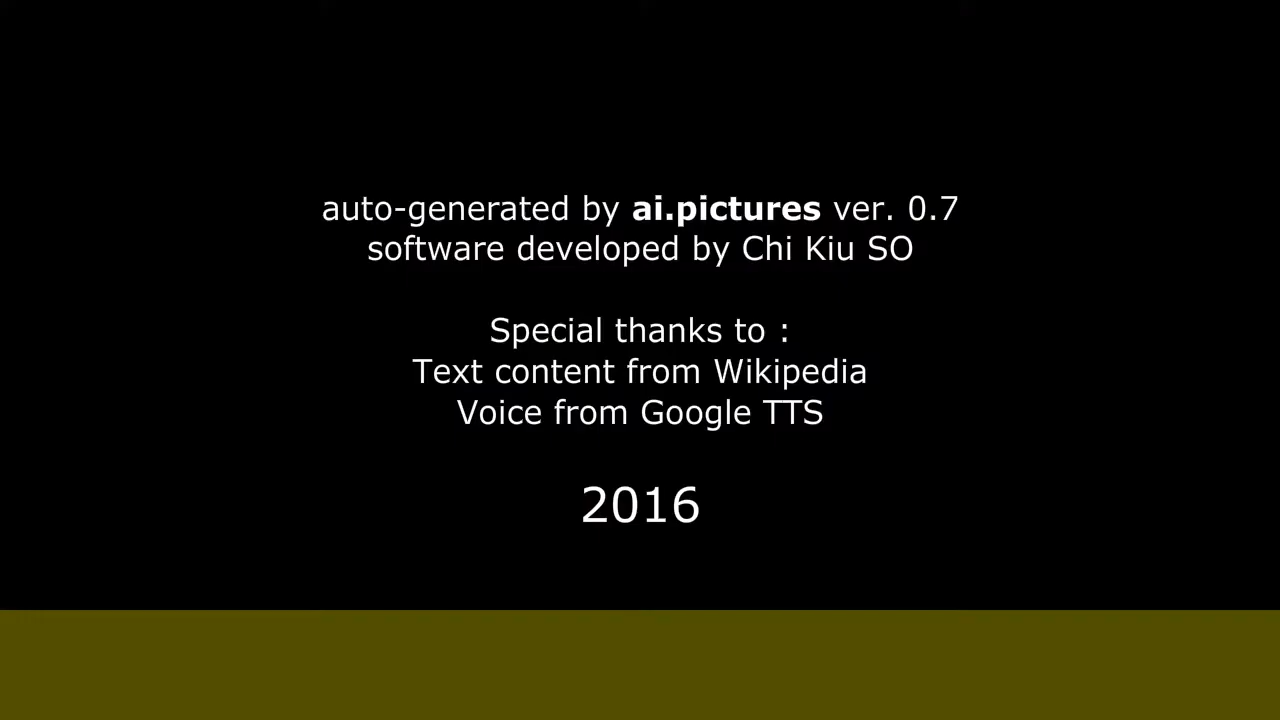 auto-generated by ai.pictures ver. 0.7
software developed by Chi Kiu SO
Special thanks to :
Text content from Wikipedia
Voice from Google TTS
2016